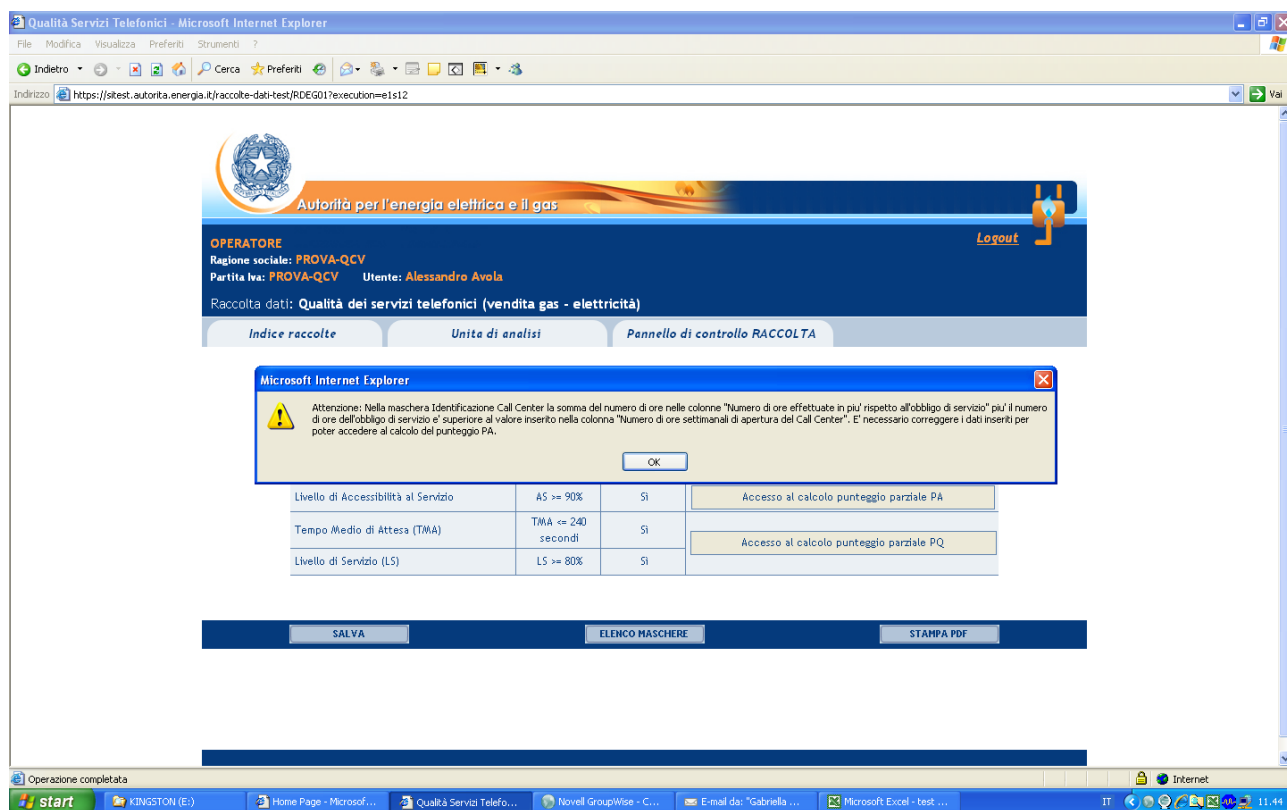 Qualità Servizi Telefonici - Microsoft Internet Explorer
File Modifica Visualizza Preferiti Strumenti ?
Indietro Cerca Preferiti
Indirizzo https://sitest.autorita.energia.it/raccolte-dati-test/RDEG01?execution=e1s12 Vai
Autorità per l'energia elettrica e il gas
Logout
OPERATORE
Ragione sociale: PROVA-QCV
Partita Iva: PROVA-QCV Utente: Alessandro Avola
Raccolta dati: Qualità dei servizi telefonici (vendita gas - elettricità)
Indice raccolte Unita di analisi Pannello di controllo RACCOLTA
Microsoft Internet Explorer
Attenzione: Nella maschera Identificazione Call Center la somma del numero di ore nelle colonne "Numero di ore effettuate in piu' rispetto all'obbligo di servizio" piu' il numero
di ore dell'obbligo di servizio e' superiore al valore inserito nella colonna "Numero di ore settimanali di apertura del Call Center". E' necessario correggere i dati inseriti per
poter accedere al calcolo del punteggio PA.
OK
Livello di Accessibilità al Servizio AS >= 90% Sì Accesso al calcolo punteggio parziale PA
Tempo Medio di Attesa (TMA) TMA <= 240 secondi Sì
Accesso al calcolo punteggio parziale PQ
Livello di Servizio (LS) LS >= 80% Sì
SALVA ELENCO MASCHERE STAMPA PDF
Operazione completata Internet
start KINGSTON (E:) Home Page - Microsof... Qualità Servizi Telefo... Novell GroupWise - C... E-mail da: "Gabriella ... Microsoft Excel - test ... IT 11.44